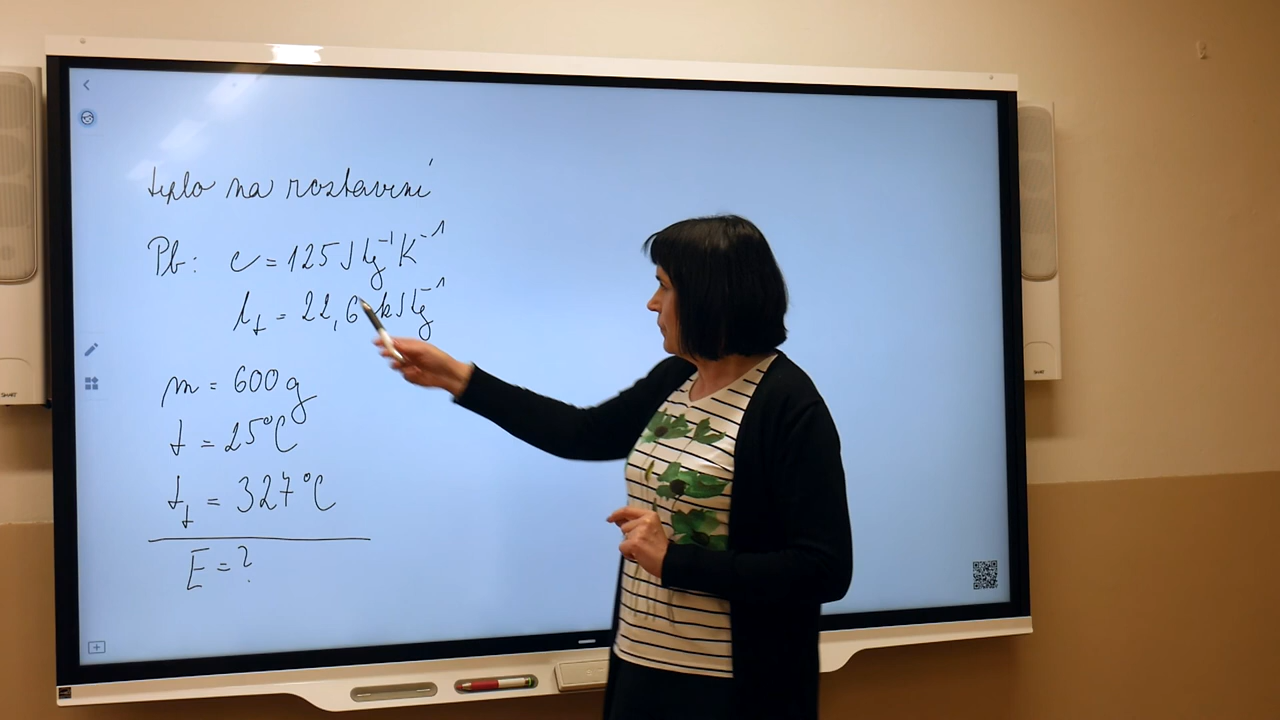 teplo na roztavení
Pb: c = 125 J kg⁻¹ K⁻¹
lₜ = 22,6 kJ kg⁻¹
m = 600 g
t = 25 °C
tₜ = 327 °C
E = ?